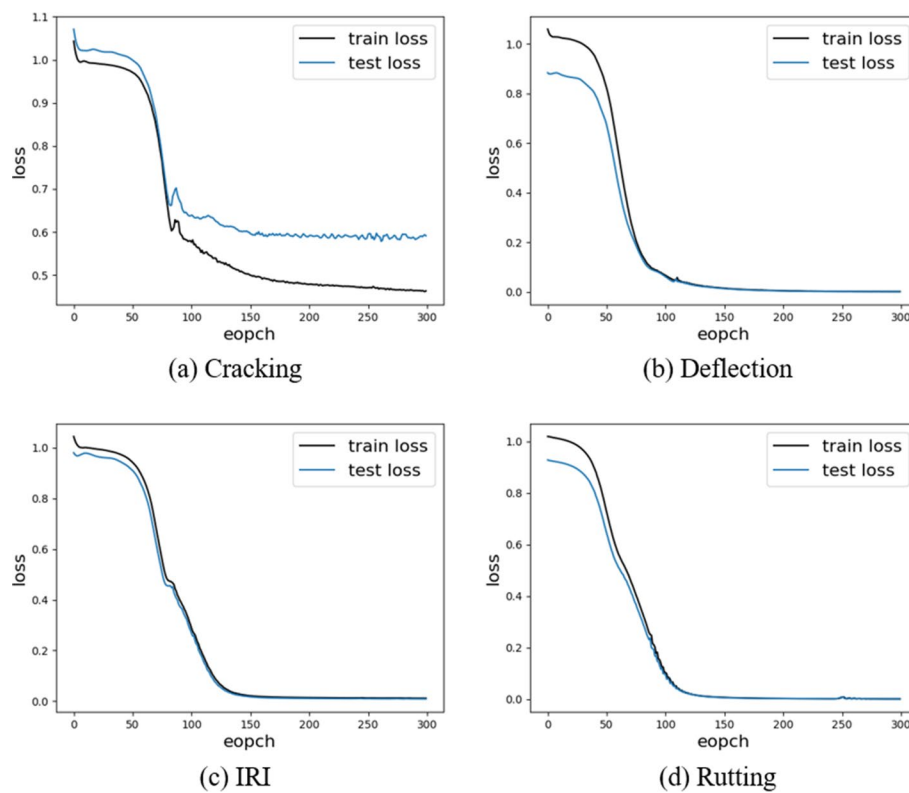 1.1
1.0
0.9
0.8
0.7
0.6
0.5
loss
train loss
test loss
0 50 100 150 200 250 300
eopch
(a) Cracking
1.0
0.8
0.6
0.4
0.2
0.0
loss
train loss
test loss
0 50 100 150 200 250 300
eopch
(b) Deflection
1.0
0.8
0.6
0.4
0.2
0.0
loss
train loss
test loss
0 50 100 150 200 250 300
eopch
(c) IRI
1.0
0.8
0.6
0.4
0.2
0.0
loss
train loss
test loss
0 50 100 150 200 250 300
eopch
(d) Rutting